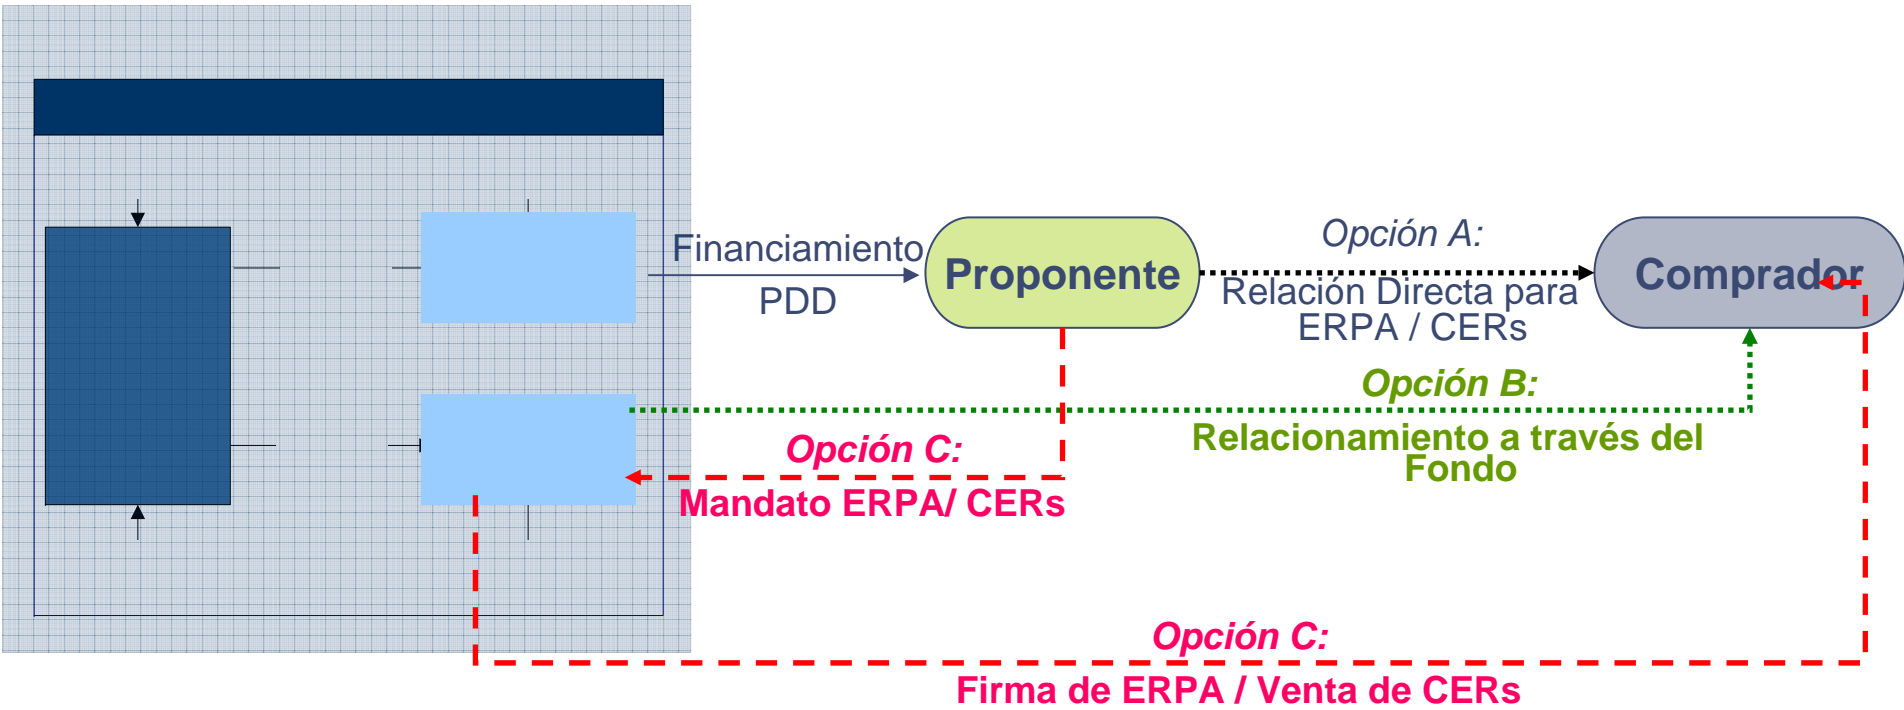 Financiamiento
PDD
Proponente
Opción A:
Relación Directa para
ERPA / CERs
Comprador
Opción B:
Relacionamiento a través del
Fondo
Opción C:
Mandato ERPA/ CERs
Opción C:
Firma de ERPA / Venta de CERs